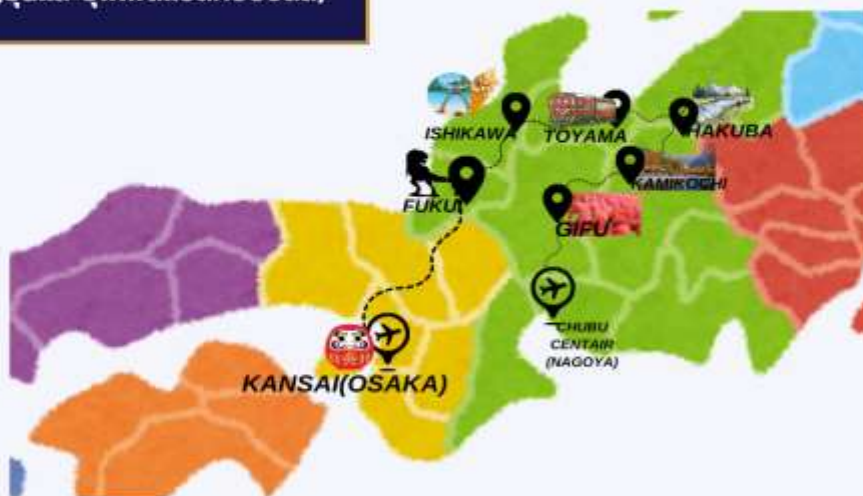 ISHIKAWA
TOYAMA
HAKUBA
KAMIKOCHI
FUKUI
GIFU
CHUBU
CENTAIR
(NAGOYA)
KANSAI(OSAKA)